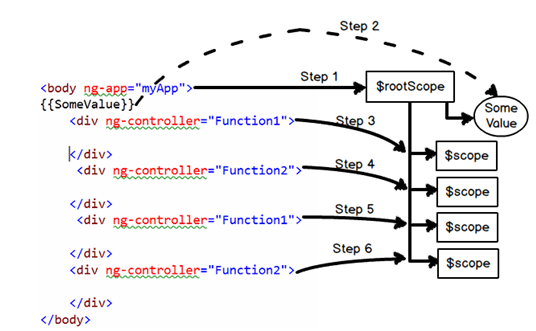 Step 2
<body ng-app="myApp">
Step 1
$rootScope
{{SomeValue}}
Some
Value
<div ng-controller="Function1">
Step 3
</div>
$scope
<div ng-controller="Function2">
Step 4
$scope
</div>
<div ng-controller="Function1">
Step 5
$scope
</div>
<div ng-controller="Function2">
Step 6
$scope
</div>
</body>